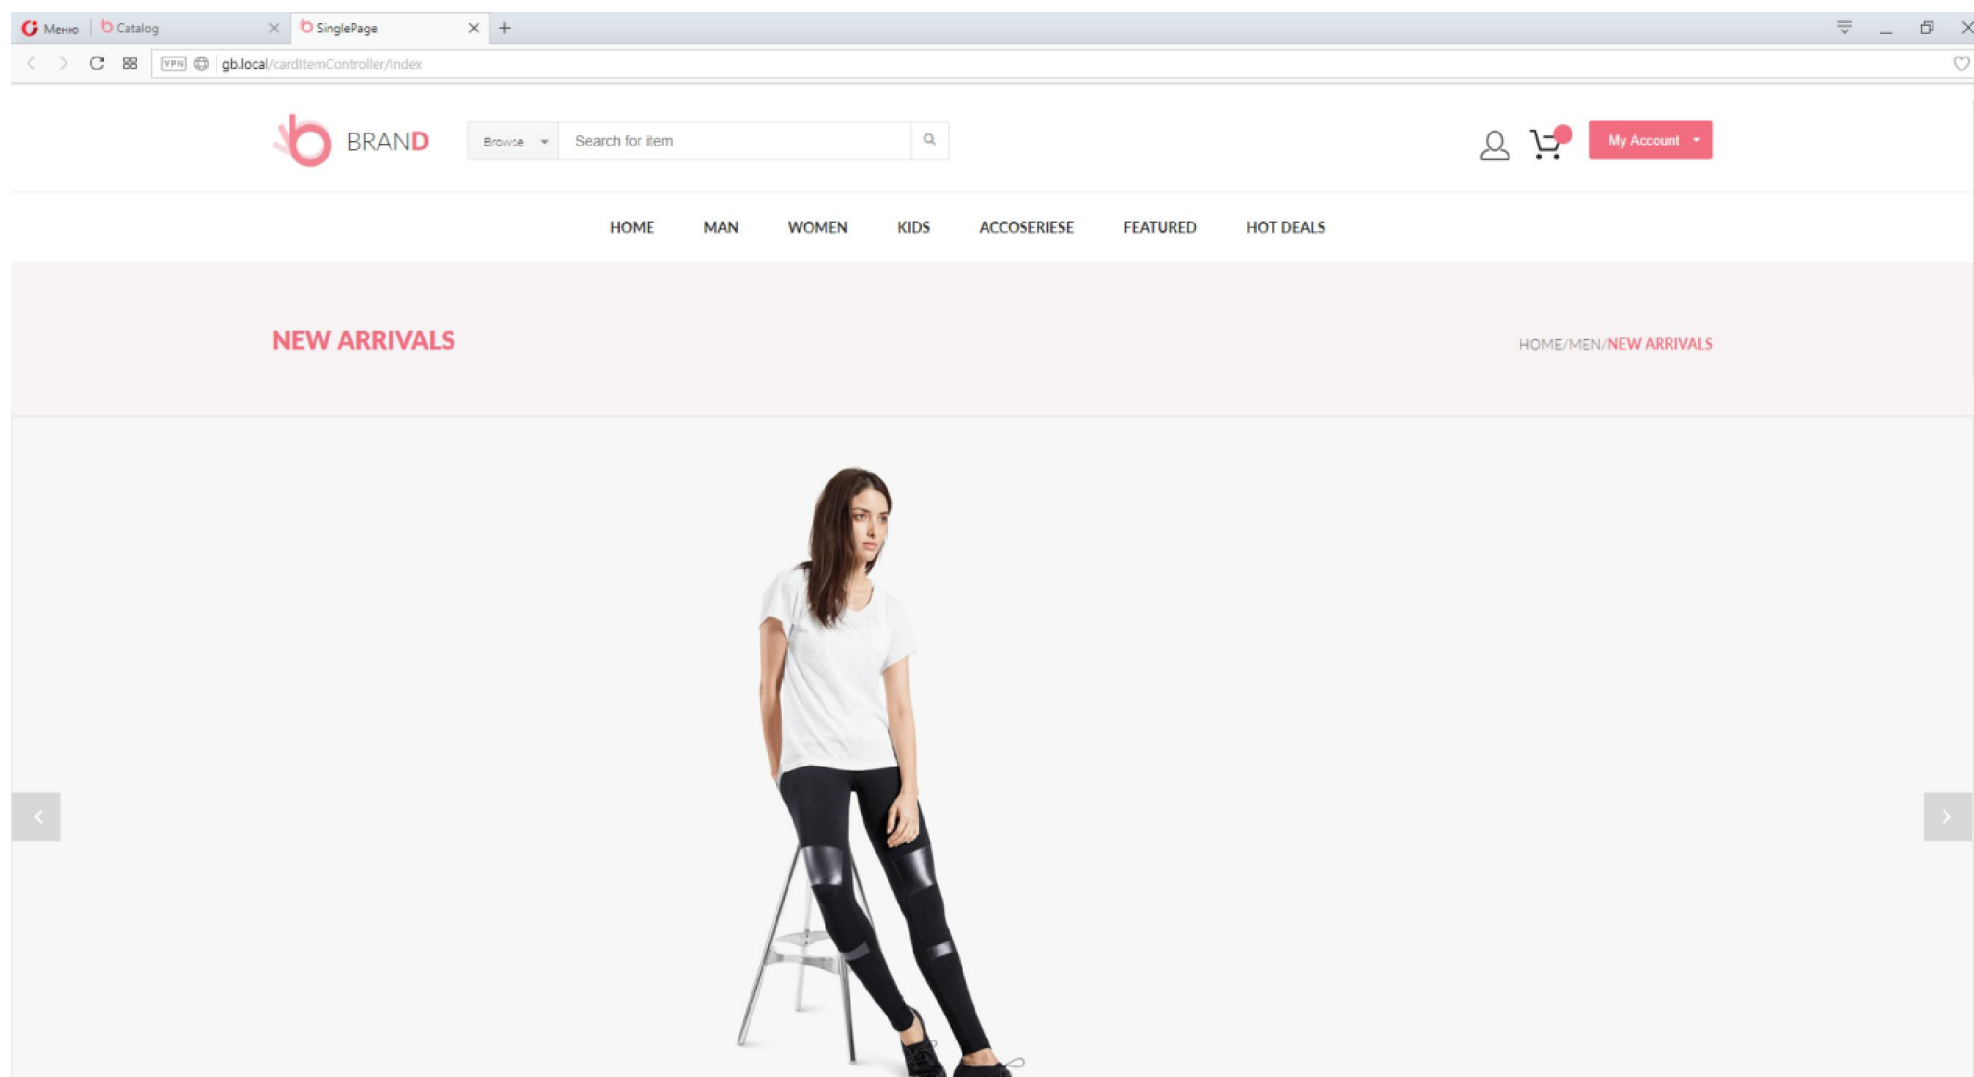 Меню Catalog SinglePage
VPN gb.local/cardItemController/Index
BRAND Browse Search for item My Account
HOME MAN WOMEN KIDS ACCOSERIESE FEATURED HOT DEALS
NEW ARRIVALS HOME/MEN/NEW ARRIVALS